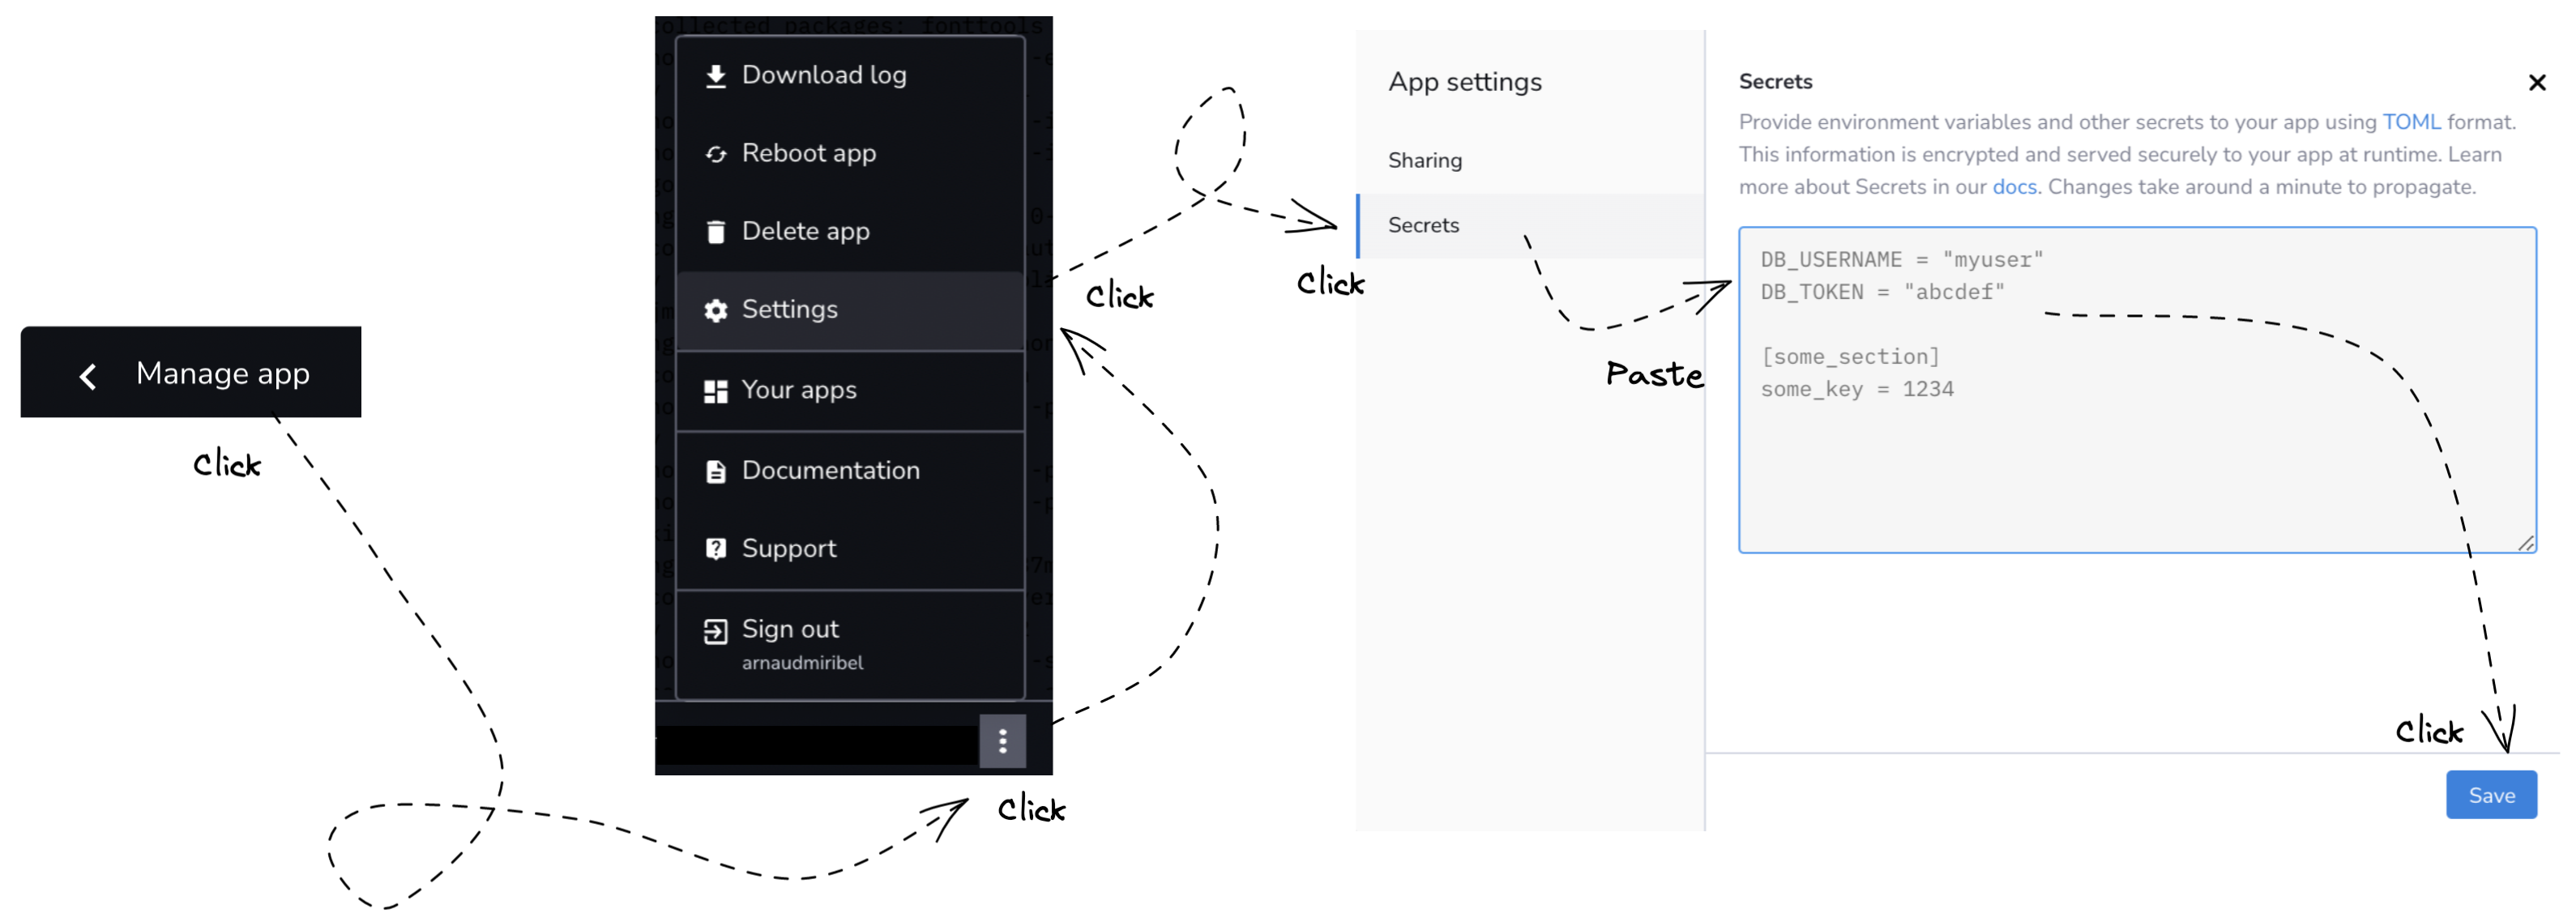 Manage app
Click
ollected packages: fonttools
Download log
Reboot app
Delete app
Settings
Your apps
Documentation
Support
Sign out
arnaudmiribel
Click
Click
Click
App settings
Sharing
Secrets
Paste
Secrets
Provide environment variables and other secrets to your app using TOML format.
This information is encrypted and served securely to your app at runtime. Learn
more about Secrets in our docs. Changes take around a minute to propagate.
DB_USERNAME = "myuser"
DB_TOKEN = "abcdef"
[some_section]
some_key = 1234
Click
Save